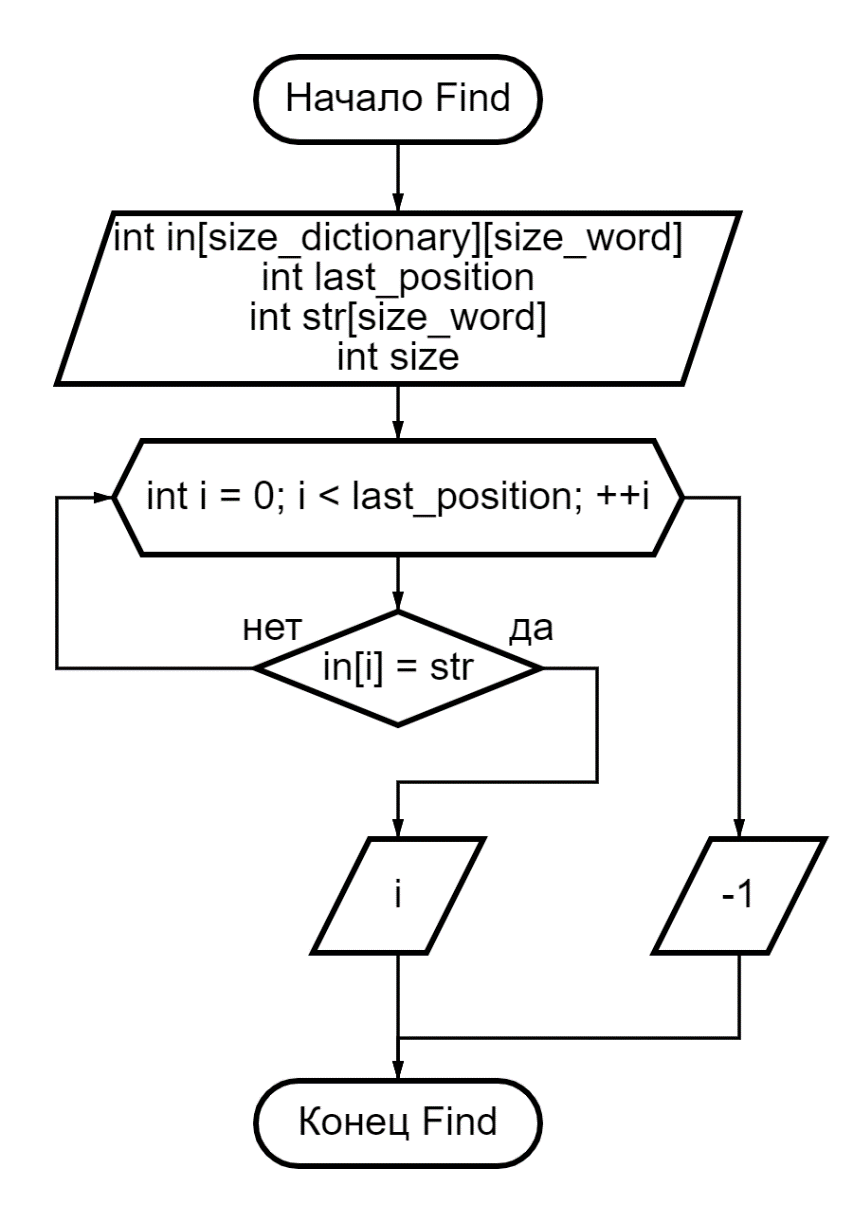 Начало Find
int in[size_dictionary][size_word]
int last_position
int str[size_word]
int size
int i = 0; i < last_position; ++i
нет
да
in[i] = str
i
-1
Конец Find